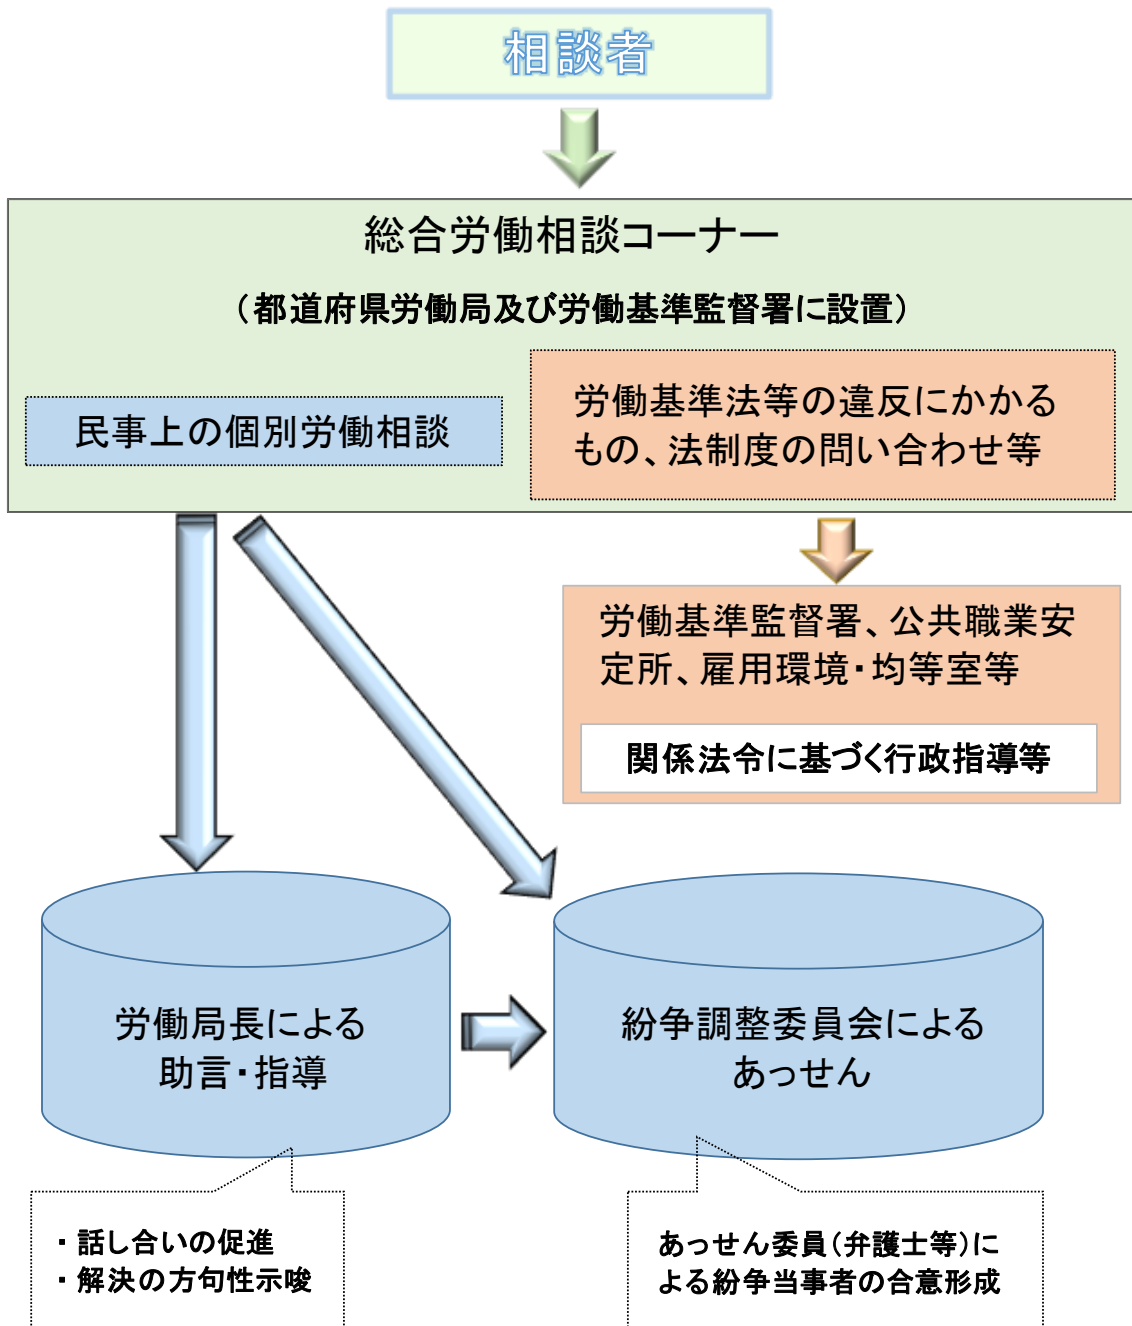 相談者
総合労働相談コーナー
（都道府県労働局及び労働基準監督署に設置）
民事上の個別労働相談
労働基準法等の違反にかかる
もの、法制度の問い合わせ等
労働基準監督署、公共職業安
定所、雇用環境・均等室等
関係法令に基づく行政指導等
労働局長による
助言・指導
紛争調整委員会による
あっせん
・話し合いの促進
・解決の方句性示唆
あっせん委員（弁護士等）に
よる紛争当事者の合意形成